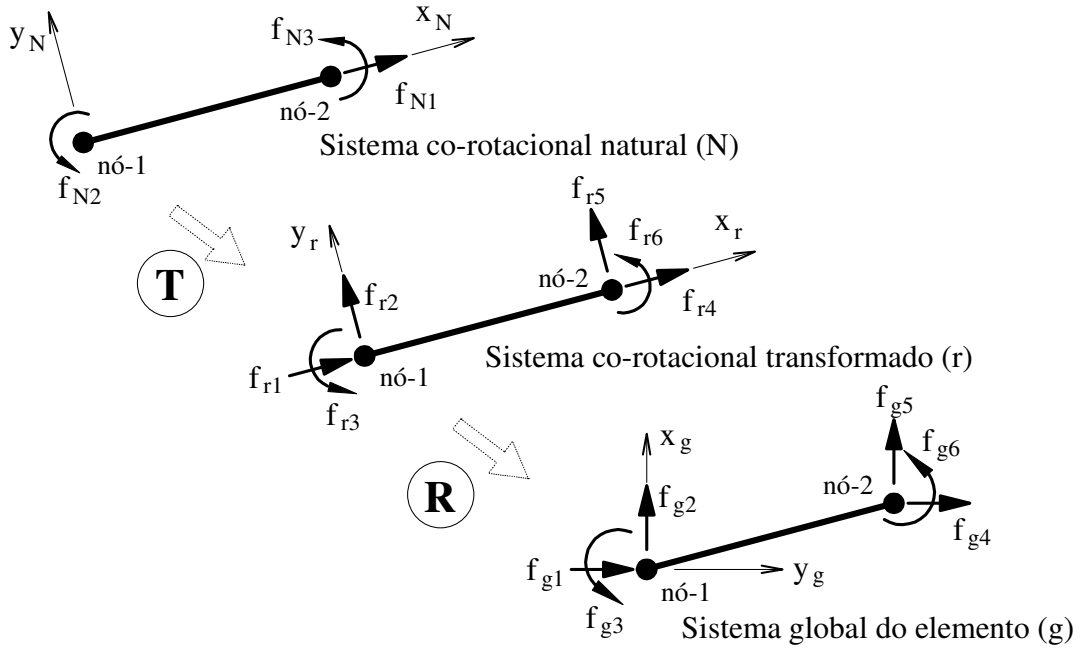 y N
x N
f N3
f N1
nó-2
nó-1
f N2
Sistema co-rotacional natural (N)
T
f r5
y r
f r6
x r
nó-2
f r2
f r4
f r1
nó-1
f r3
Sistema co-rotacional transformado (r)
R
f g5
x g
f g6
nó-2
f g2
f g4
f g1
nó-1
y g
f g3
Sistema global do elemento (g)